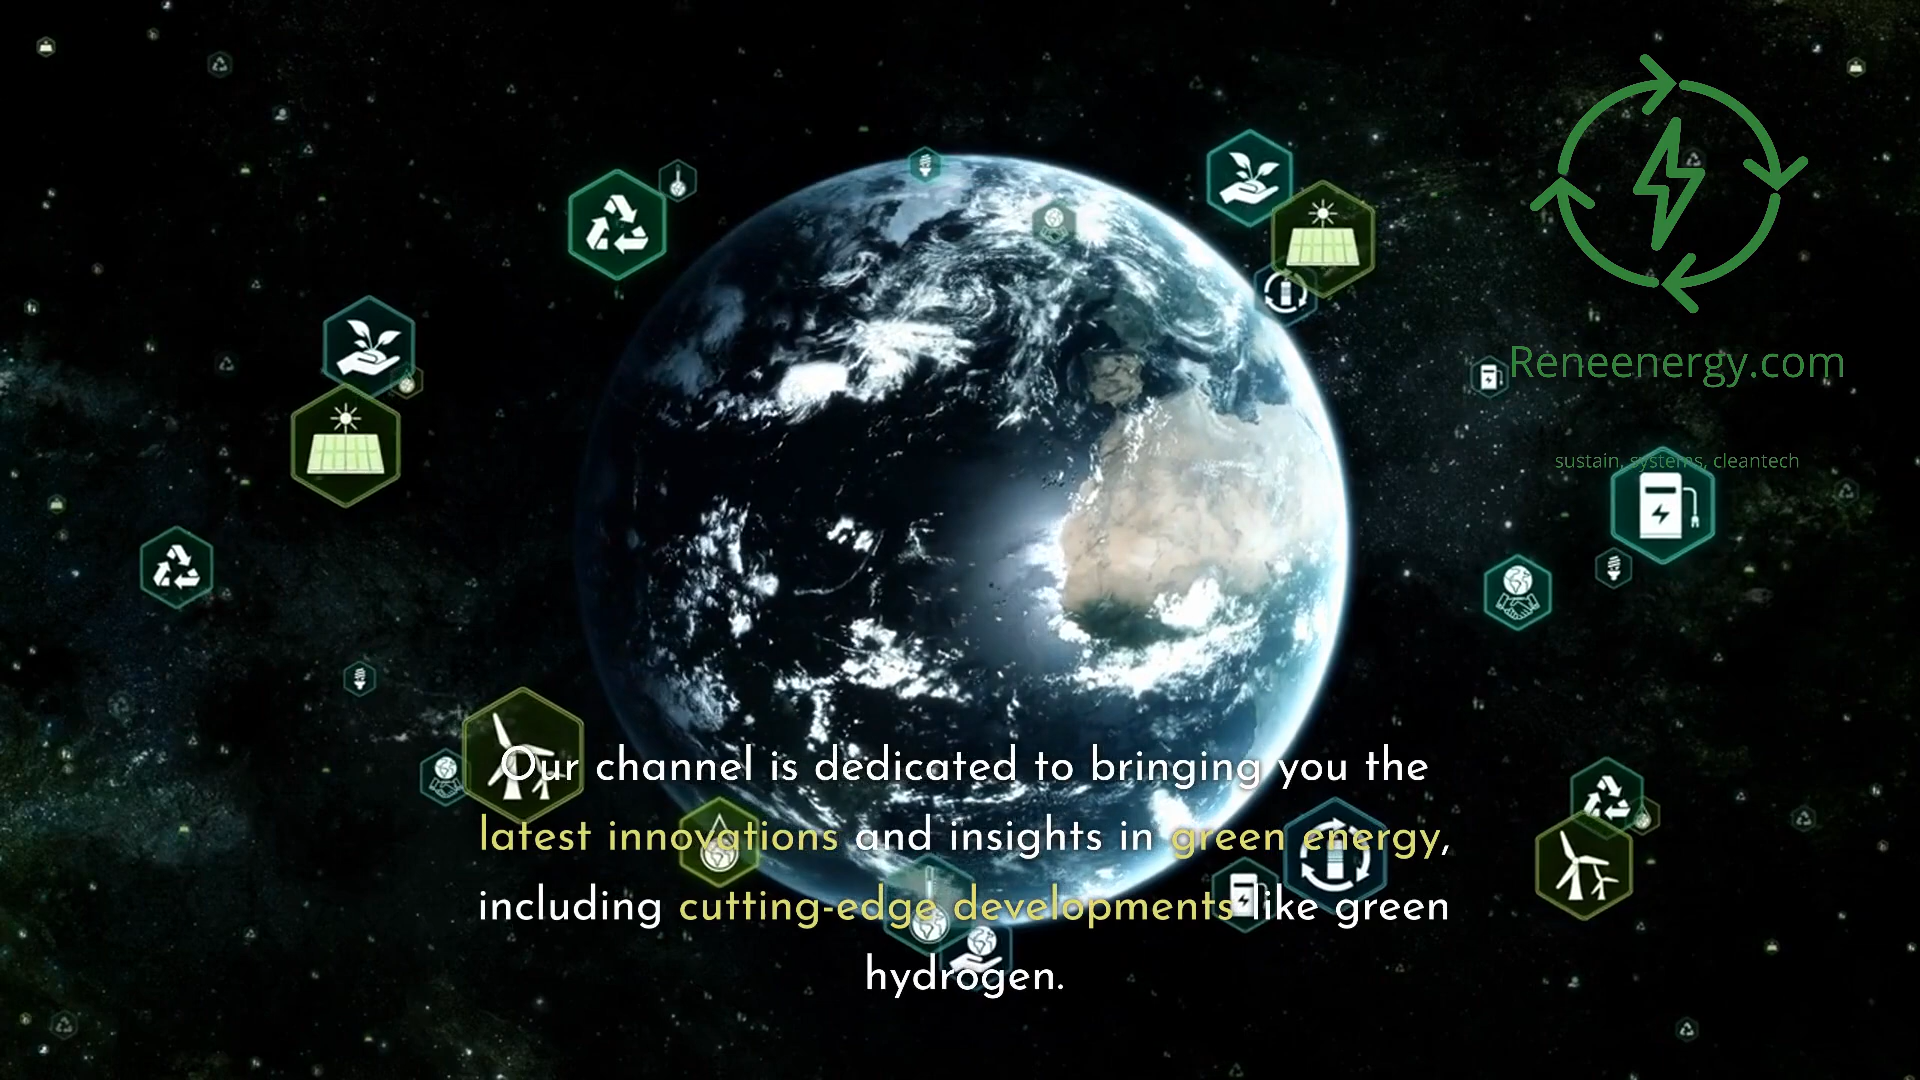 Reneenergy.com
sustain, systems, cleantech
Our channel is dedicated to bringing you the
latest innovations and insights in green energy,
including cutting-edge developments like green
hydrogen.